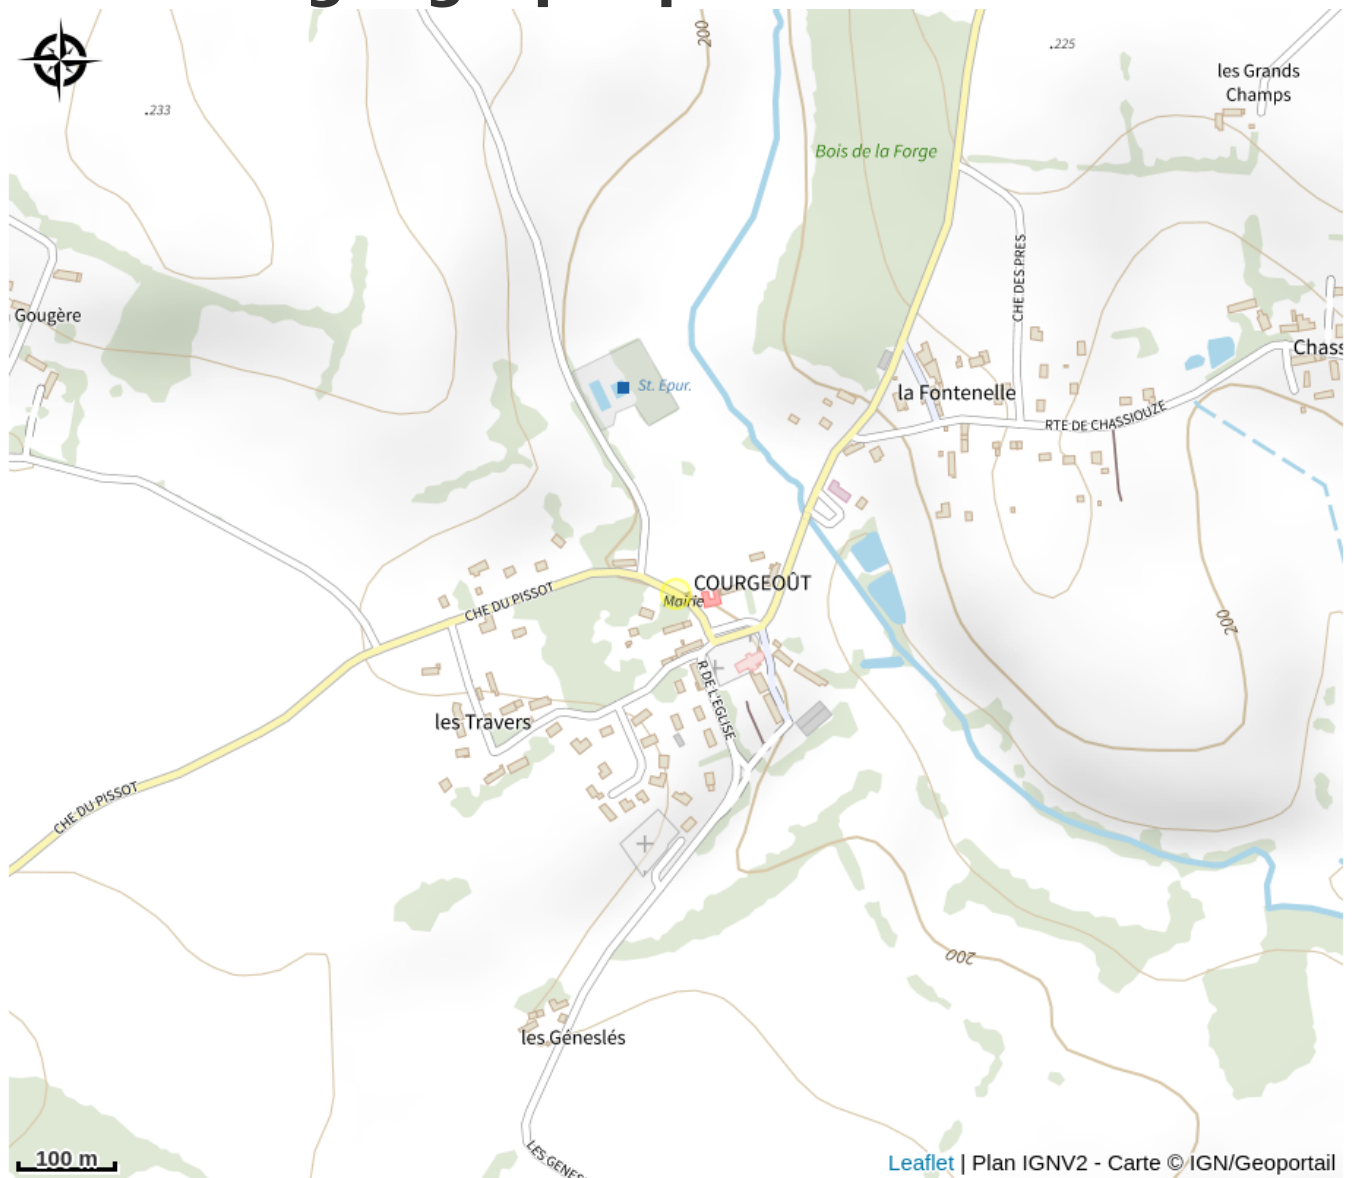 200
.225
les Grands
Champs
.233
Bois de la Forge
CHE DES PRES
Gougère
Chass
St. Epur.
la Fontenelle
RTE DE CHASSIOUZE
COURGEOÛT
Mairie
CHE DU PISSOT
200
R DE L'EGLISE
les Travers
CHE DU PISSOT
200
les Géneslés
LES GENES
100 m
Leaflet | Plan IGNV2 - Carte © IGN/Geoportail